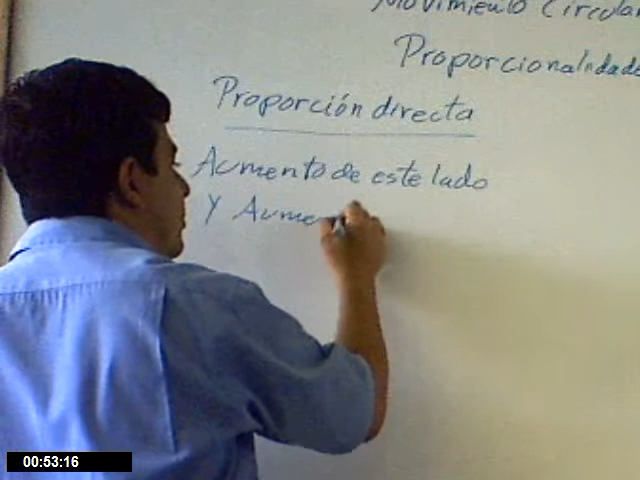 Movimiento Circular
Proporcionalidad
Proporción directa
Aumento de este lado
Y Aume
00:53:16